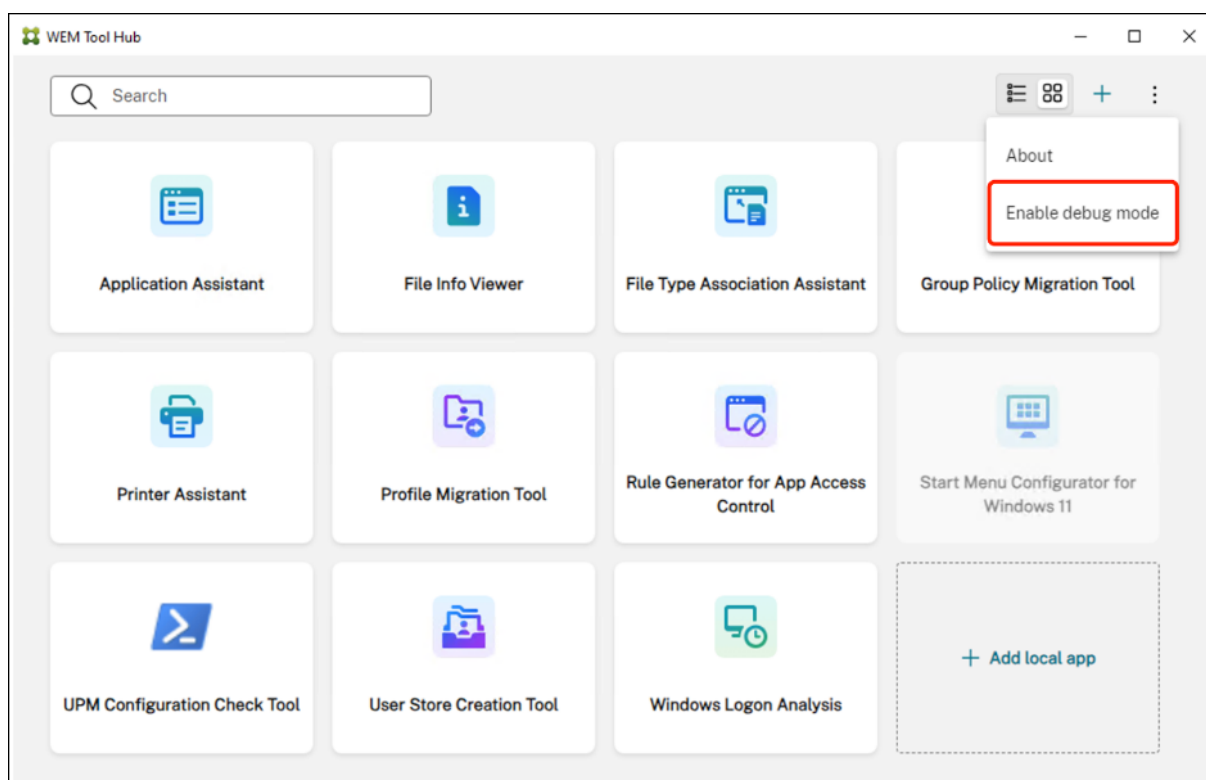 WEM Tool Hub
Search
About
Enable debug mode
Application Assistant
File Info Viewer
File Type Association Assistant
Group Policy Migration Tool
Printer Assistant
Profile Migration Tool
Rule Generator for App Access
Control
Start Menu Configurator for
Windows 11
UPM Configuration Check Tool
User Store Creation Tool
Windows Logon Analysis
Add local app